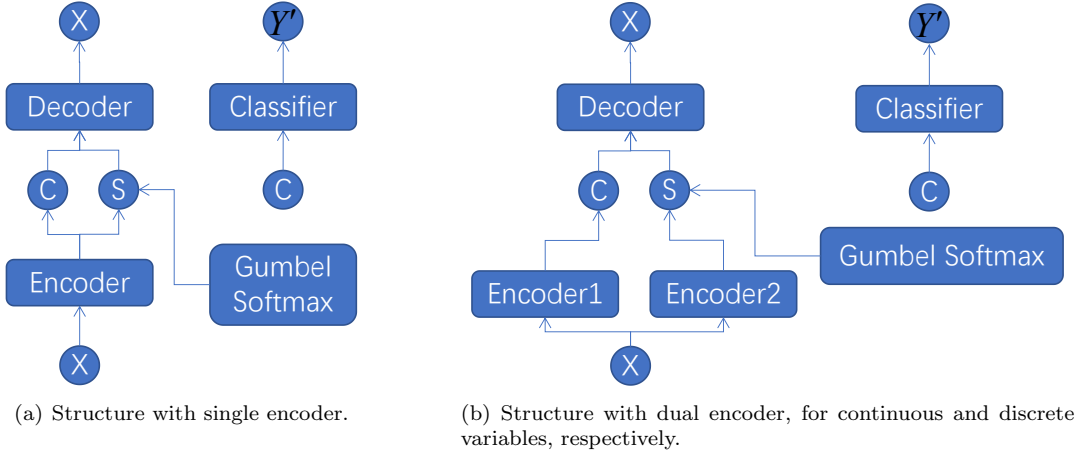 X
Y'
Decoder
Classifier
C
S
C
Encoder
Gumbel
Softmax
X
(a) Structure with single encoder.
X
Y'
Decoder
Classifier
C
S
C
Gumbel Softmax
Encoder1
Encoder2
X
(b) Structure with dual encoder, for continuous and discrete
variables, respectively.